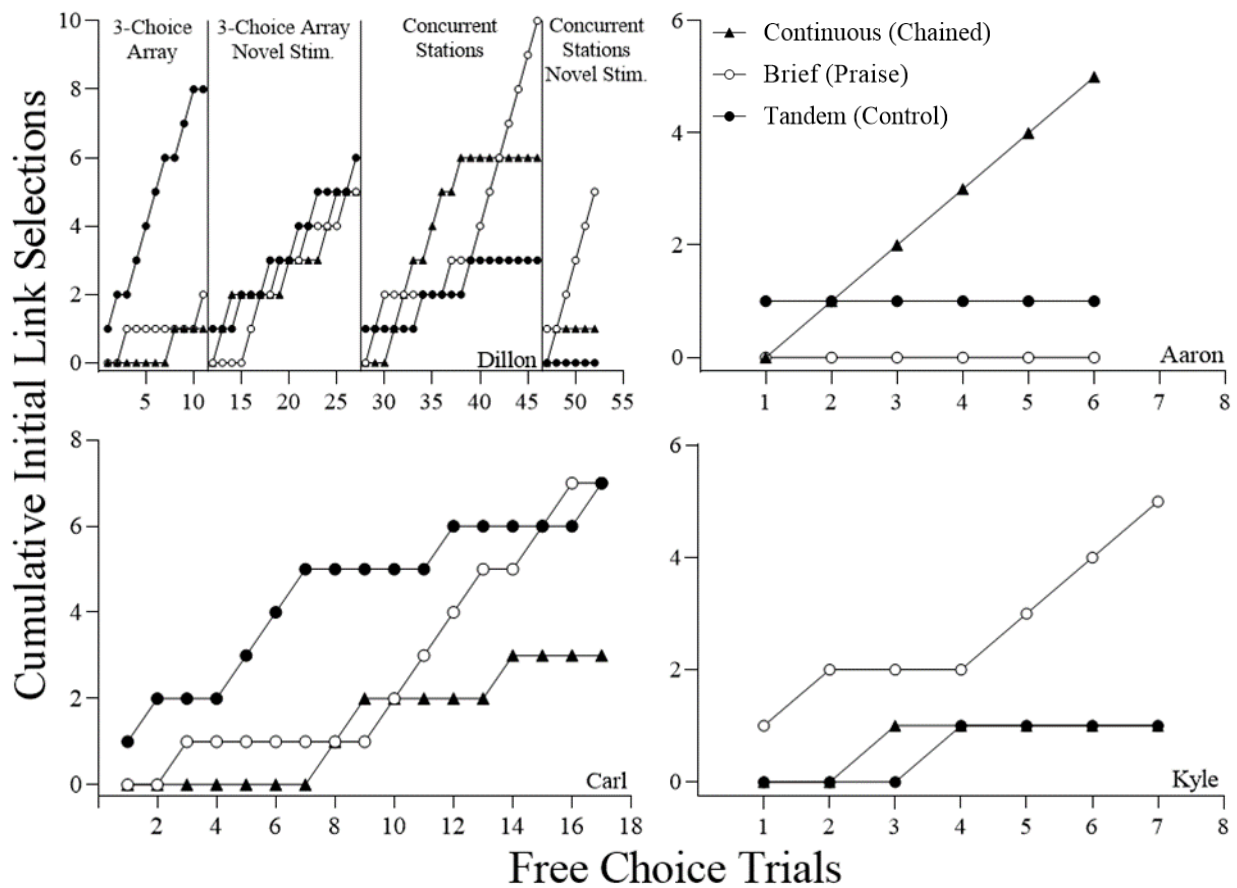 Cumulative Initial Link Selections
3-Choice
Array
3-Choice Array
Novel Stim.
Concurrent
Stations
Concurrent
Stations
Novel Stim.
10
8
6
4
2
0
5 10 15 20 25 30 35 40 45 50 55
Dillon
Continuous (Chained)
Brief (Praise)
Tandem (Control)
6
4
2
0
1 2 3 4 5 6 7 8
Aaron
8
6
4
2
0
2 4 6 8 10 12 14 16 18
Carl
6
4
2
0
1 2 3 4 5 6 7 8
Kyle
Free Choice Trials